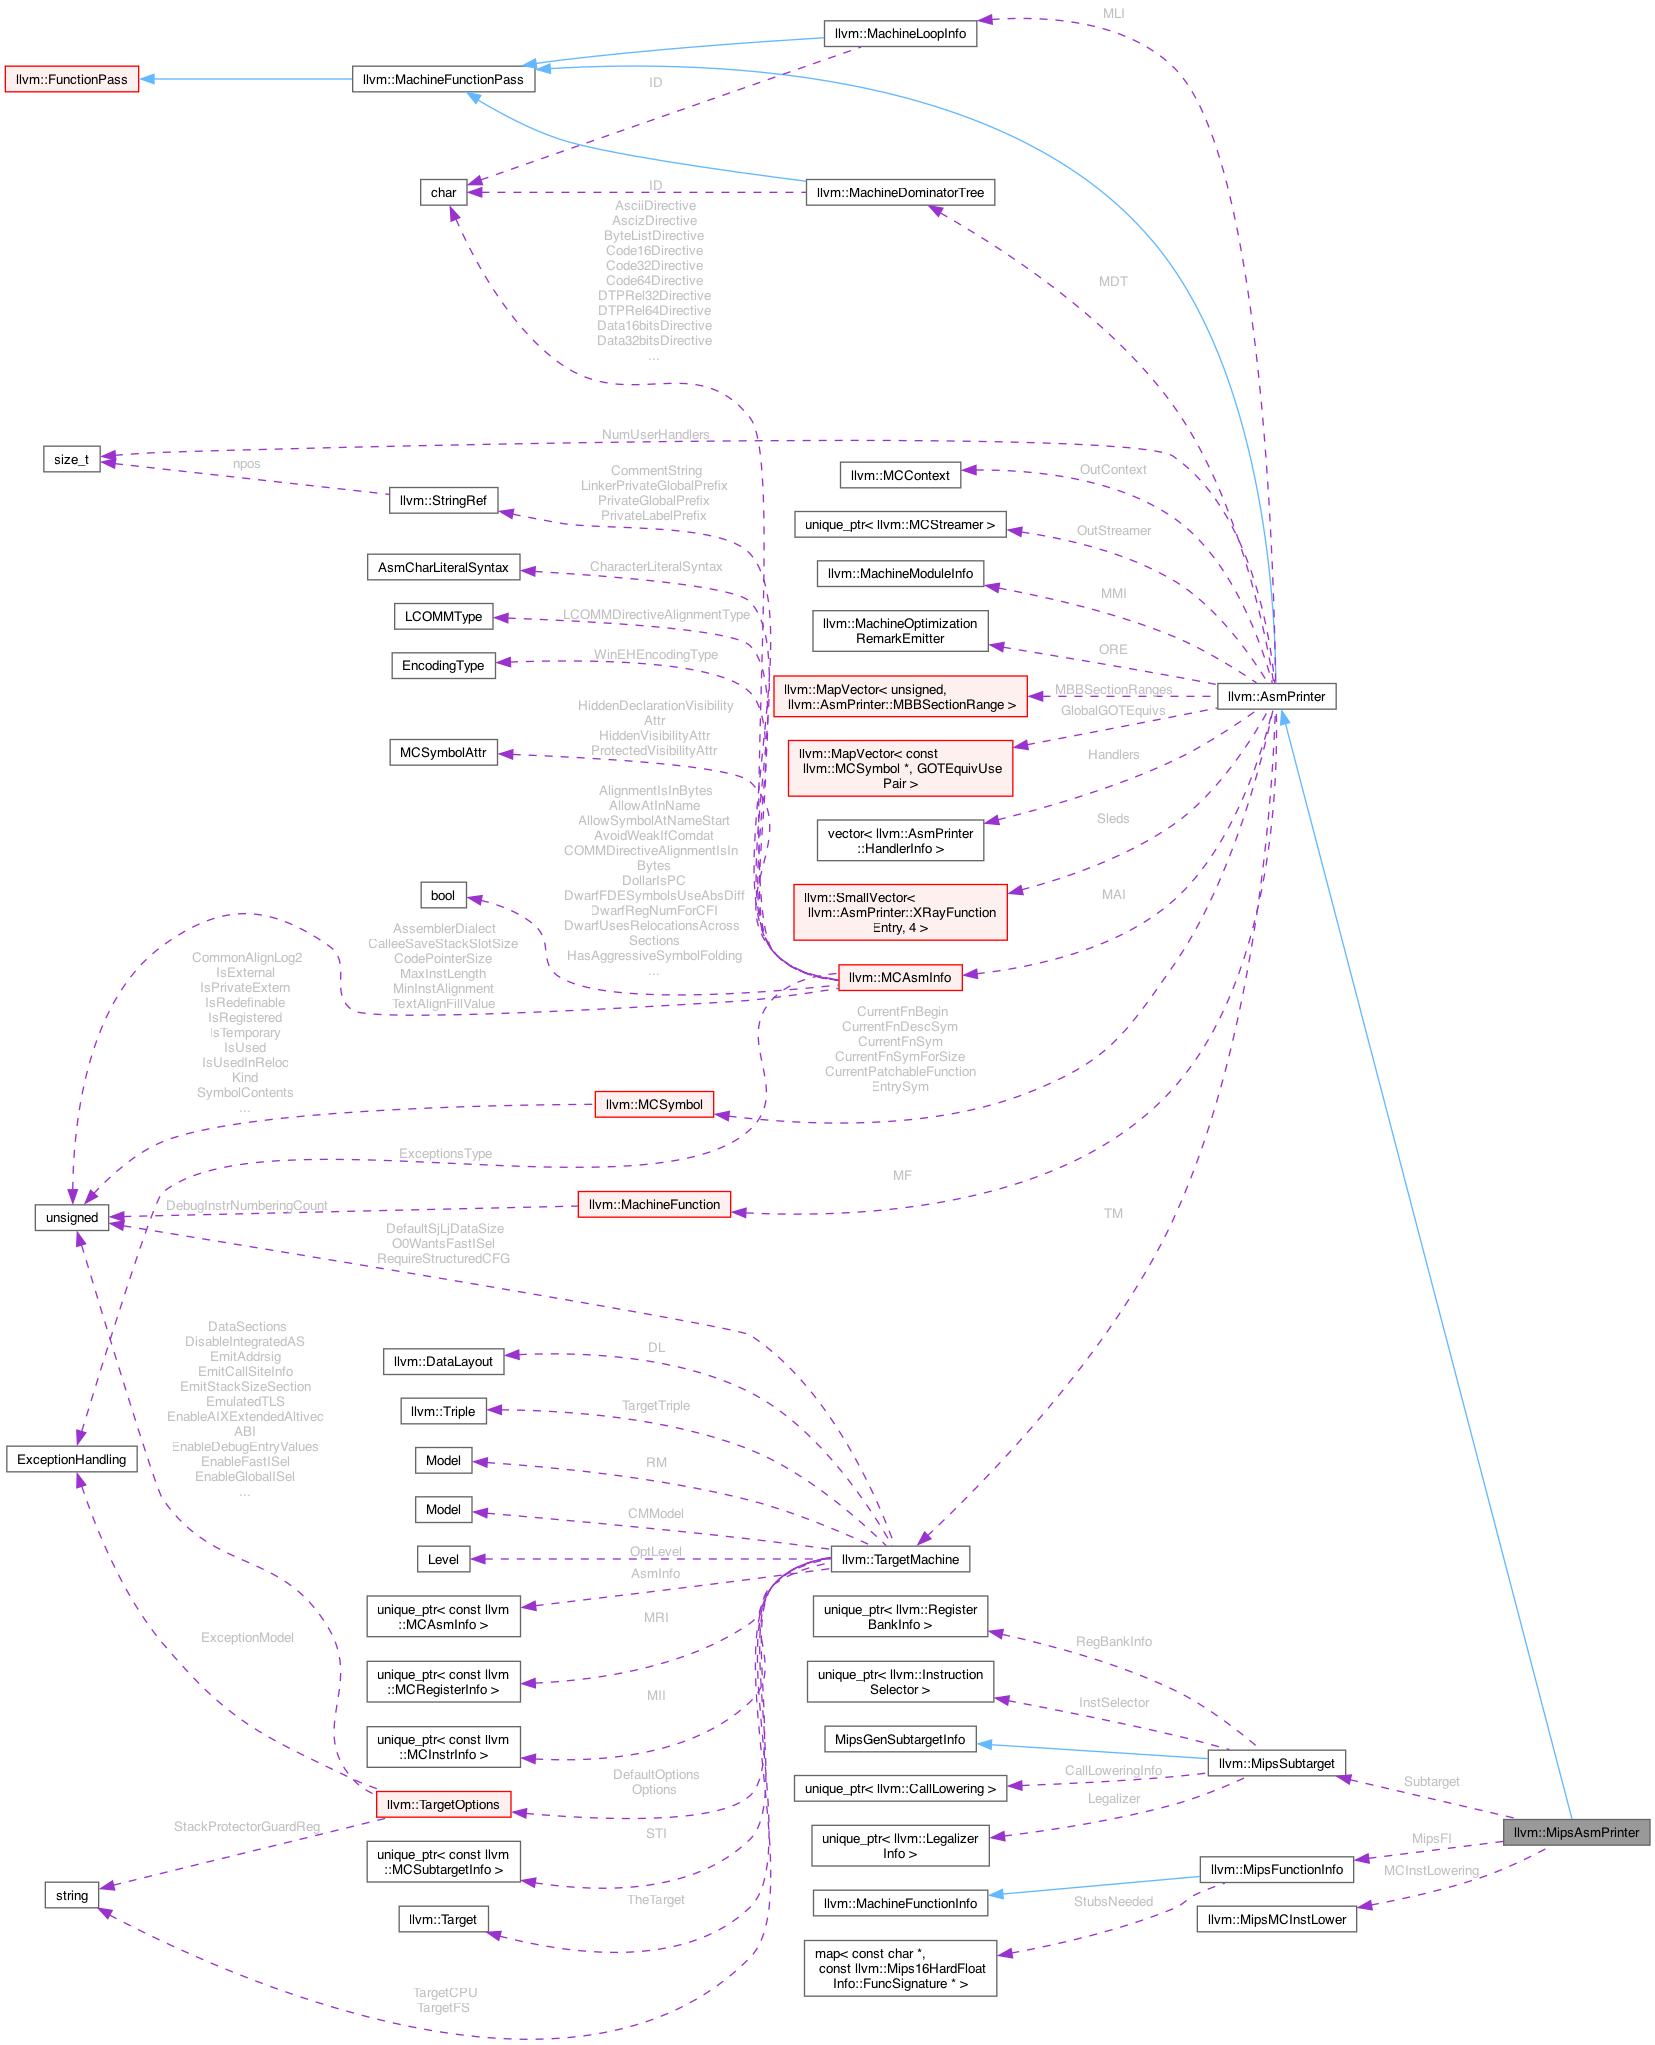 MLI
llvm::MachineLoopInfo
llvm::FunctionPass
llvm::MachineFunctionPass
ID
char
ID
llvm::MachineDominatorTree
AsciiDirective
AscizDirective
ByteListDirective
Code16Directive
Code32Directive
Code64Directive
DTPRel32Directive
DTPRel64Directive
Data16bitsDirective
Data32bitsDirective
...
MDT
size_t
NumUserHandlers
npos
llvm::StringRef
CommentString
LinkerPrivateGlobalPrefix
PrivateGlobalPrefix
PrivateLabelPrefix
llvm::MCContext
OutContext
unique_ptr< llvm::MCStreamer >
OutStreamer
AsmCharLiteralSyntax
CharacterLiteralSyntax
llvm::MachineModuleInfo
MMI
LCOMMType
LCOMMDirectiveAlignmentType
llvm::MachineOptimization
RemarkEmitter
ORE
EncodingType
WinEHEncodingType
llvm::MapVector< unsigned,
llvm::AsmPrinter::MBBSectionRange >
MBBSectionRanges
llvm::AsmPrinter
HiddenDeclarationVisibility
Attr
HiddenVisibilityAttr
ProtectedVisibilityAttr
MCSymbolAttr
GlobalGOTEquivs
llvm::MapVector< const
llvm::MCSymbol *, GOTEquivUse
Pair >
Handlers
vector< llvm::AsmPrinter
::HandlerInfo >
AlignmentIsInBytes
AllowAtInName
AllowSymbolAtNameStart
AvoidWeakIfComdat
COMMDirectiveAlignmentIsIn
Bytes
DollarIsPC
DwarfFDESymbolsUseAbsDiff
DwarfRegNumForCFI
DwarfUsesRelocationsAcross
Sections
HasAggressiveSymbolFolding
...
bool
Sleds
llvm::SmallVector<
llvm::AsmPrinter::XRayFunction
Entry, 4 >
MAI
AssemblerDialect
CalleeSaveStackSlotSize
CodePointerSize
MaxInstLength
MinInstAlignment
TextAlignFillValue
llvm::MCAsmInfo
CommonAlignLog2
IsExternal
IsPrivateExtern
IsRedefinable
IsRegistered
IsTemporary
IsUsed
IsUsedInReloc
Kind
SymbolContents
...
CurrentFnBegin
CurrentFnDescSym
CurrentFnSym
CurrentFnSymForSize
CurrentPatchableFunction
EntrySym
llvm::MCSymbol
ExceptionsType
MF
unsigned
DebugInstrNumberingCount
llvm::MachineFunction
TM
DefaultSjLjDataSize
O0WantsFastISel
RequireStructuredCFG
DataSections
DisableIntegratedAS
EmitAddrsig
EmitCallSiteInfo
EmitStackSizeSection
EmulatedTLS
EnableAIXExtendedAltivec
ABI
EnableDebugEntryValues
EnableFastISel
EnableGlobalISel
...
llvm::DataLayout
DL
llvm::Triple
TargetTriple
ExceptionHandling
Model
RM
Model
CMModel
Level
OptLevel
llvm::TargetMachine
AsmInfo
unique_ptr< const llvm
::MCAsmInfo >
unique_ptr< llvm::Register
BankInfo >
ExceptionModel
MRI
RegBankInfo
unique_ptr< const llvm
::MCRegisterInfo >
unique_ptr< llvm::Instruction
Selector >
MII
InstSelector
unique_ptr< const llvm
::MCInstrInfo >
MipsGenSubtargetInfo
llvm::MipsSubtarget
DefaultOptions
Options
unique_ptr< llvm::CallLowering >
CallLoweringInfo
Subtarget
llvm::TargetOptions
Legalizer
StackProtectorGuardReg
STI
unique_ptr< llvm::Legalizer
Info >
llvm::MipsAsmPrinter
MipsFI
unique_ptr< const llvm
::MCSubtargetInfo >
llvm::MipsFunctionInfo
MCInstLowering
string
TheTarget
llvm::MachineFunctionInfo
StubsNeeded
llvm::Target
llvm::MipsMCInstLower
map< const char *,
const llvm::Mips16HardFloat
Info::FuncSignature * >
TargetCPU
TargetFS